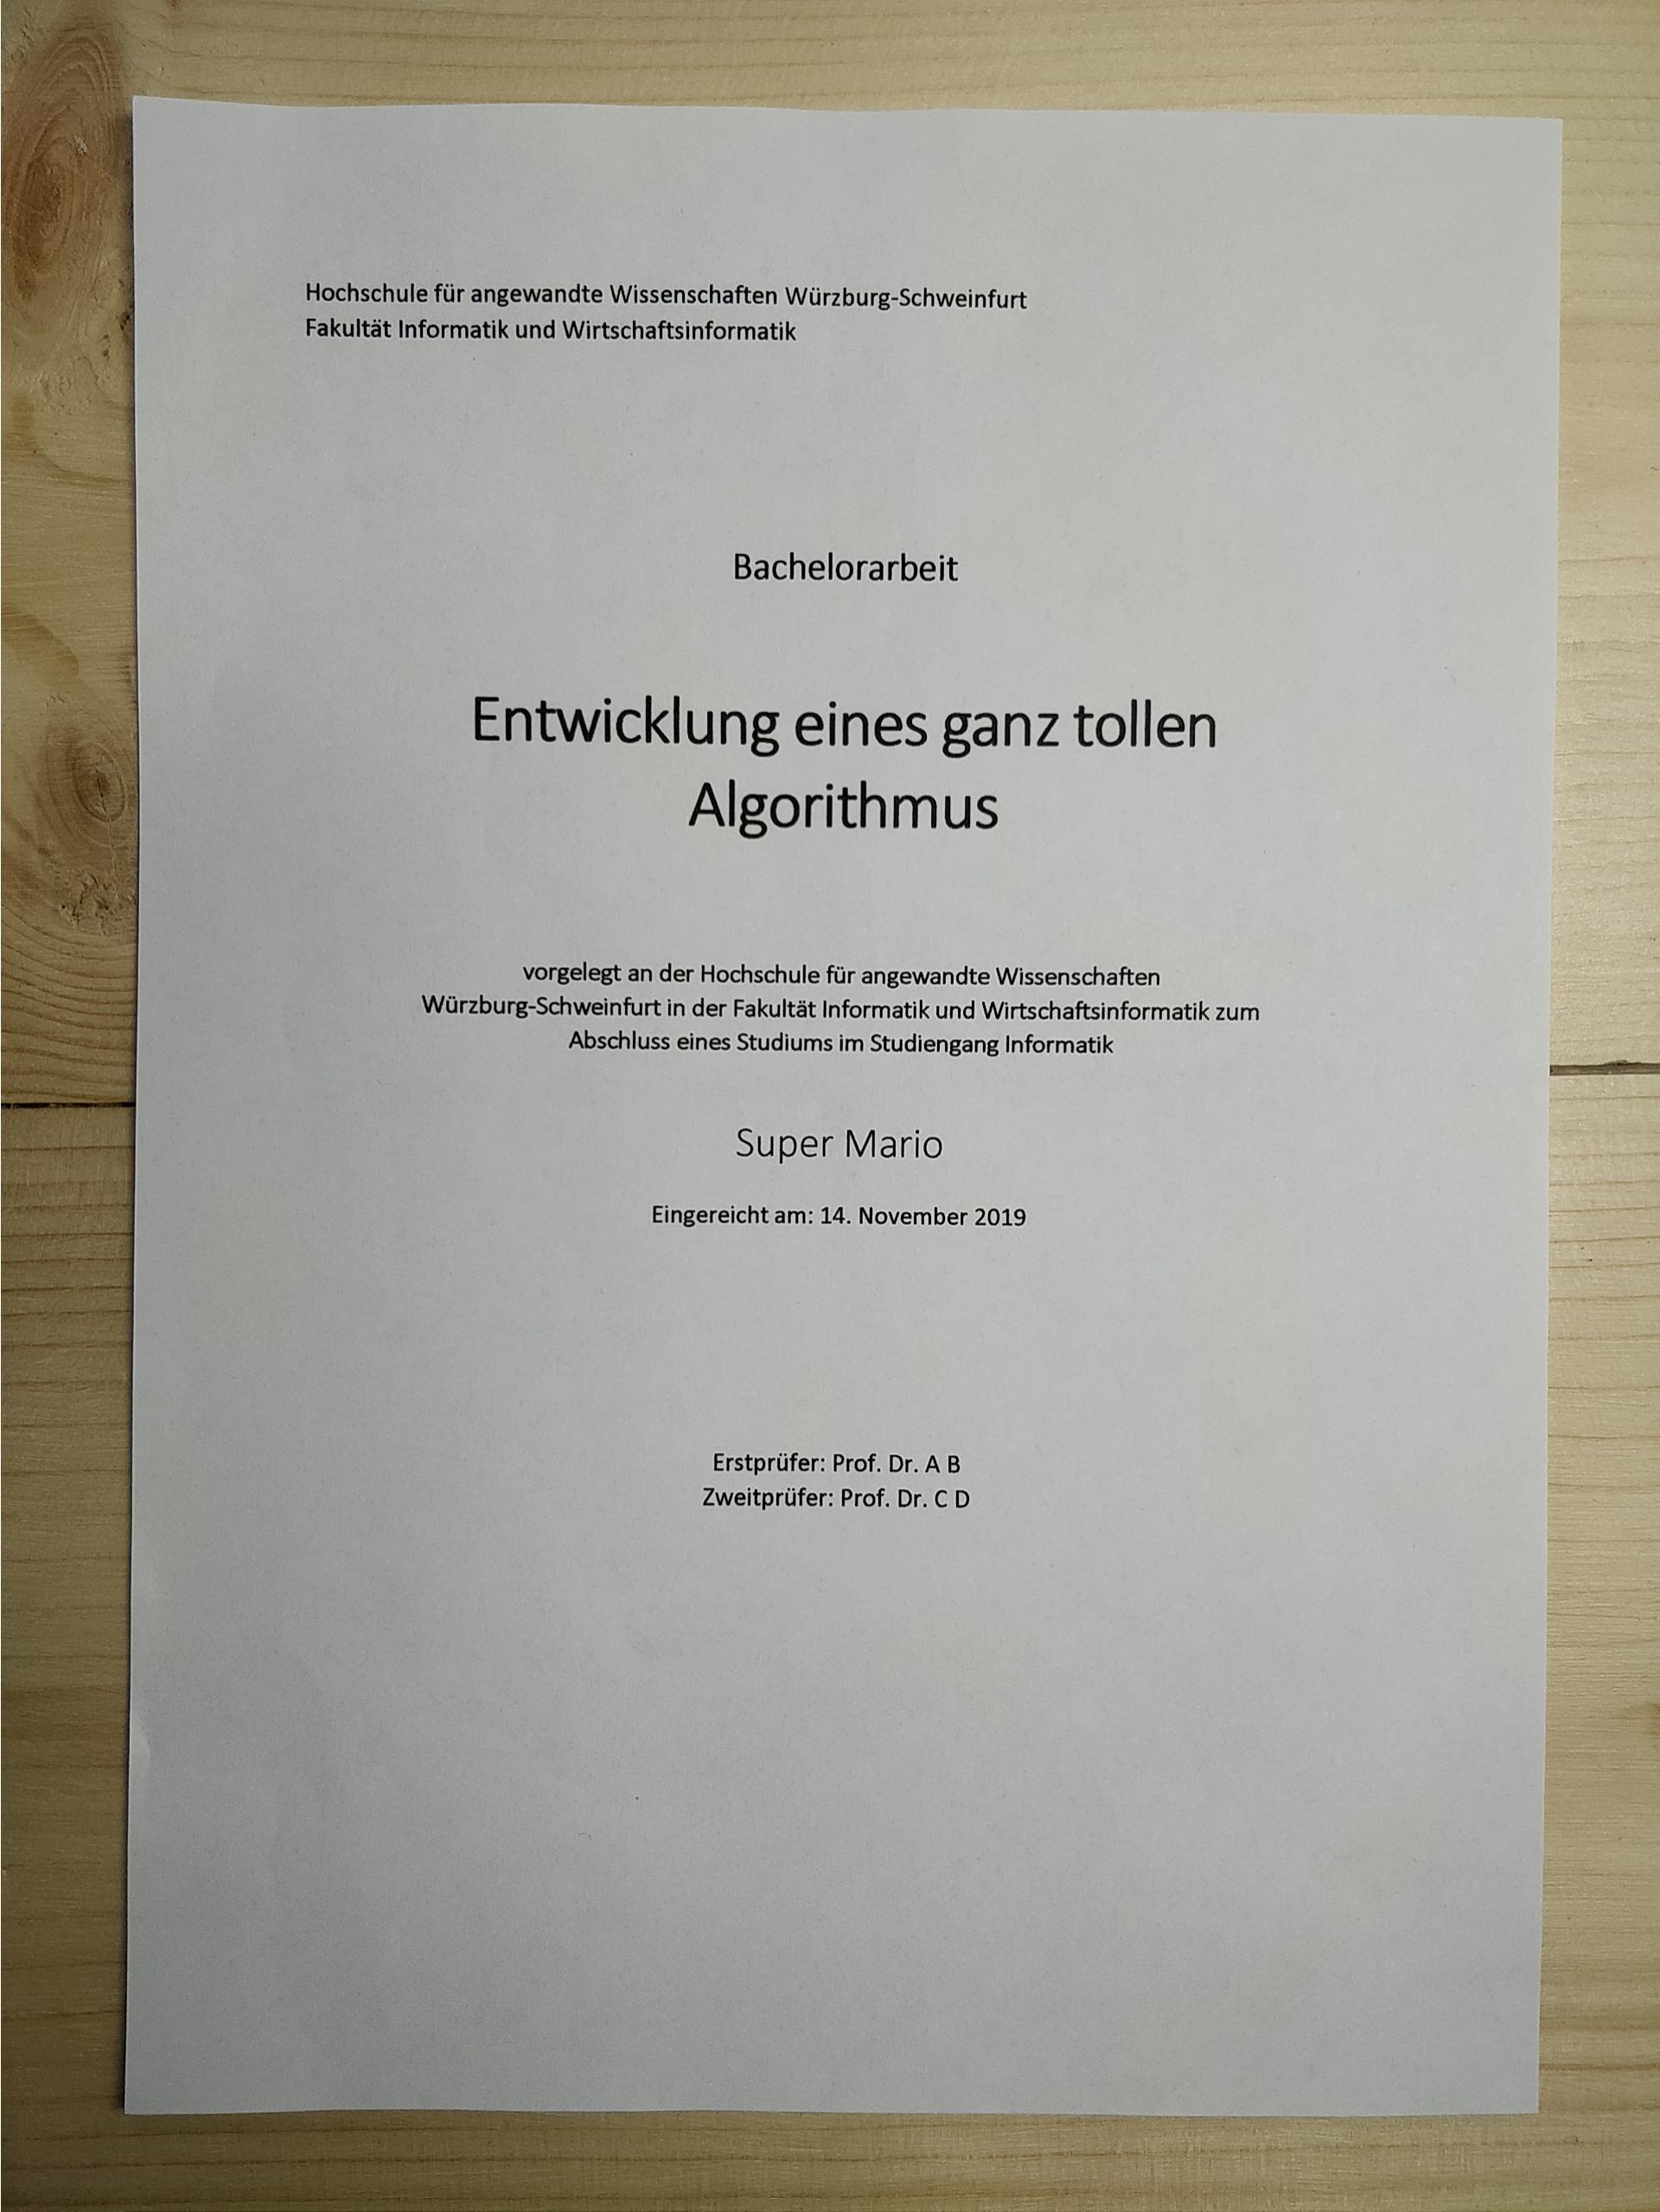 Hochschule für angewandte Wissenschaften Würzburg-Schweinfurt
Fakultät Informatik und Wirtschaftsinformatik
Bachelorarbeit
Entwicklung eines ganz tollen
Algorithmus
vorgelegt an der Hochschule für angewandte Wissenschaften
Würzburg-Schweinfurt in der Fakultät Informatik und Wirtschaftsinformatik zum
Abschluss eines Studiums im Studiengang Informatik
Super Mario
Eingereicht am: 14. November 2019
Erstprüfer: Prof. Dr. A B
Zweitprüfer: Prof. Dr. C D